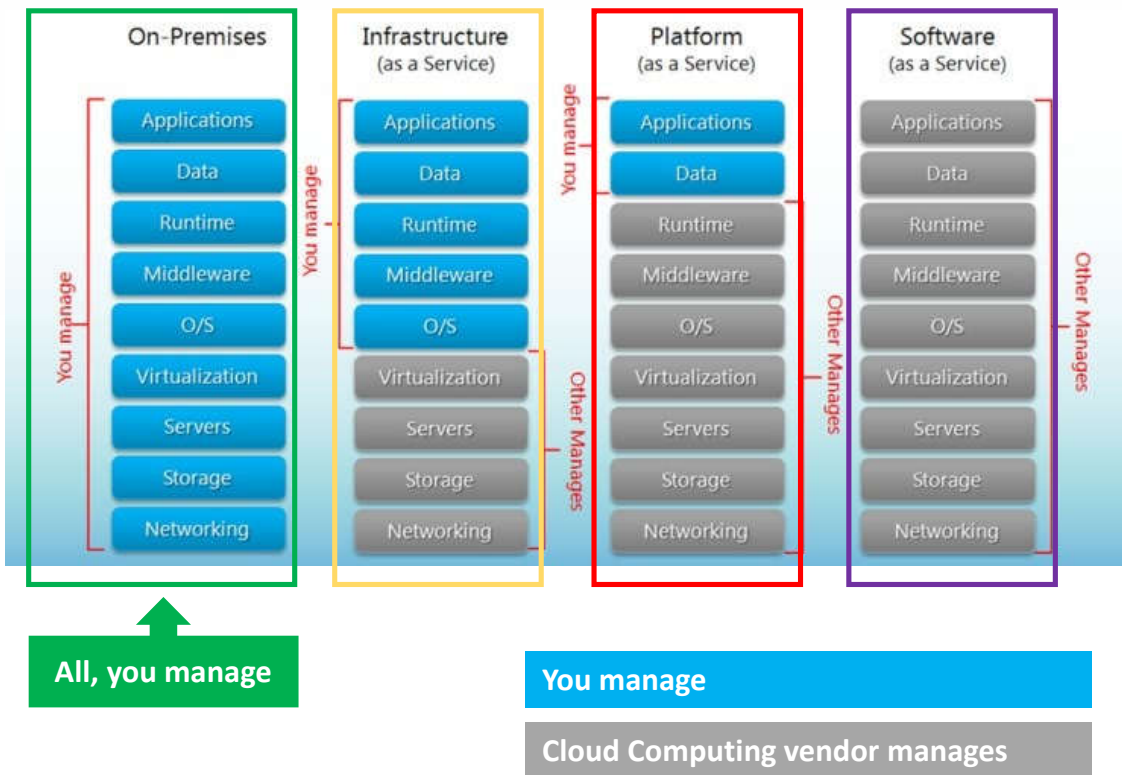 On-Premises
You manage
Applications
Data
Runtime
Middleware
O/S
Virtualization
Servers
Storage
Networking
Infrastructure
(as a Service)
You manage
Applications
Data
Runtime
Middleware
O/S
Virtualization
Servers
Storage
Networking
Other Manages
Platform
(as a Service)
You manage
Applications
Data
Runtime
Middleware
O/S
Virtualization
Servers
Storage
Networking
Other Manages
Software
(as a Service)
Applications
Data
Runtime
Middleware
O/S
Virtualization
Servers
Storage
Networking
Other Manages
All, you manage
You manage
Cloud Computing vendor manages